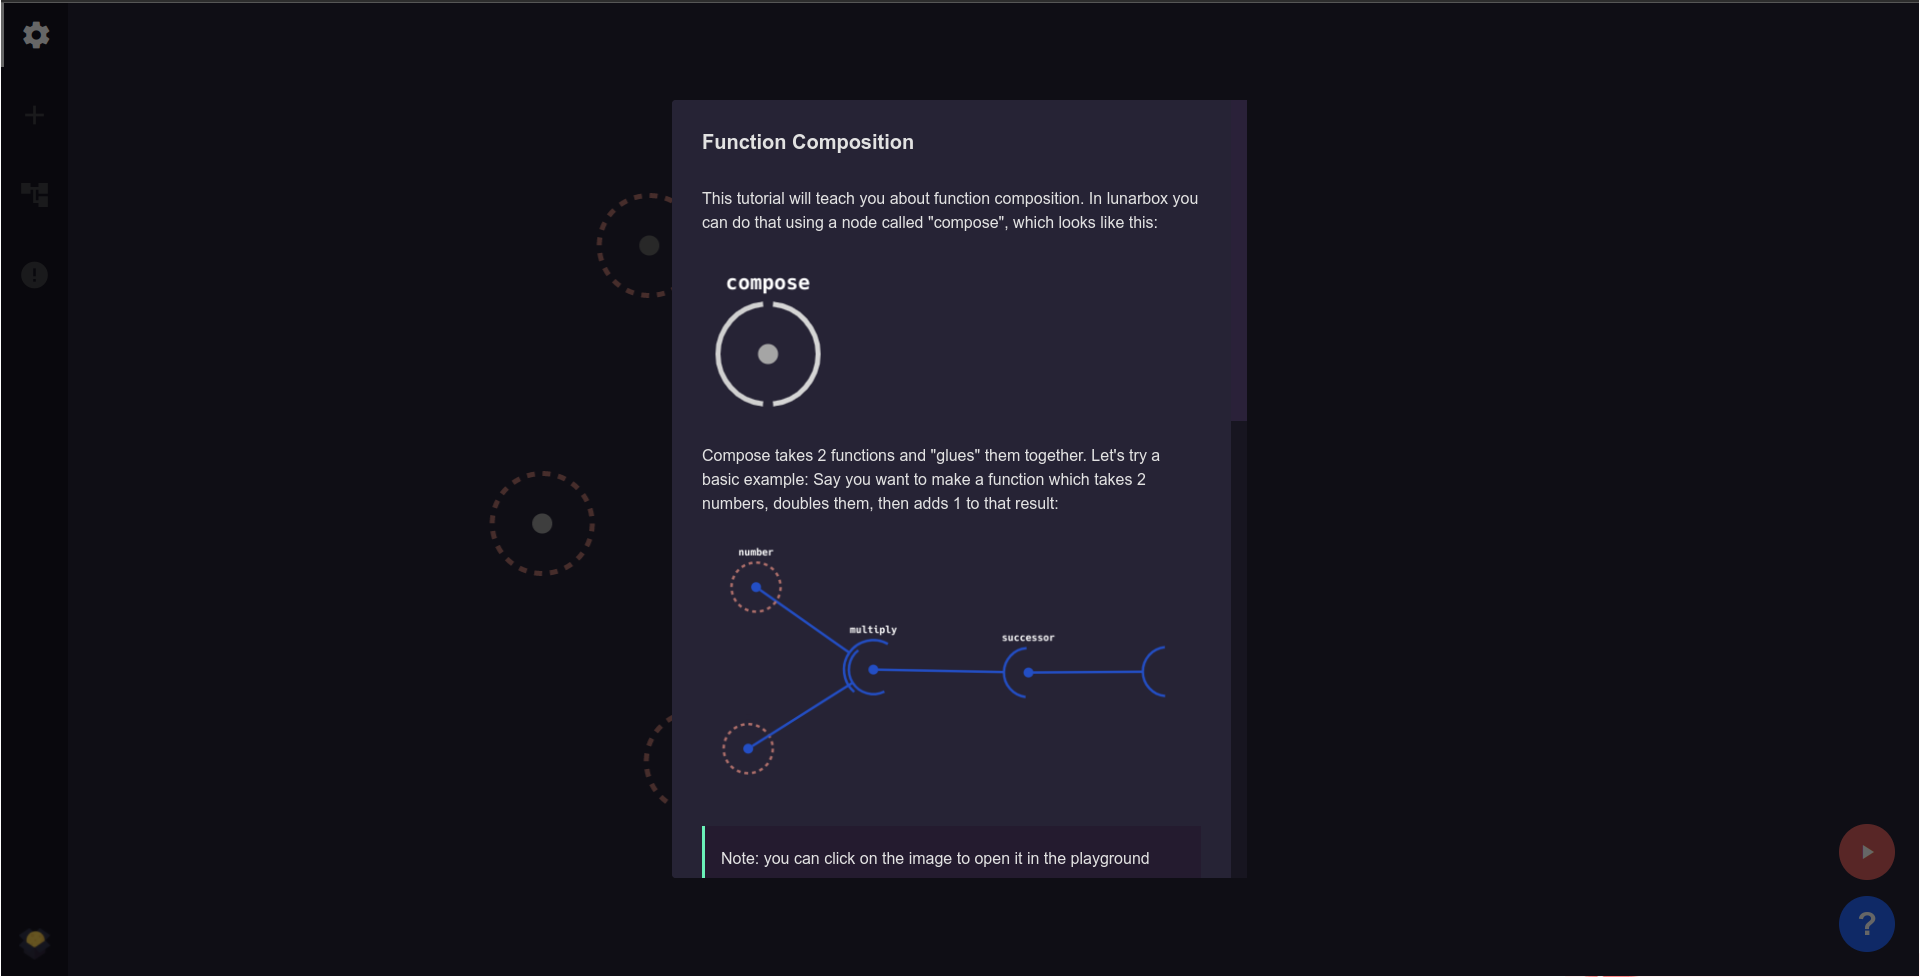 Function Composition
This tutorial will teach you about function composition. In lunarbox you
can do that using a node called "compose", which looks like this:
compose
Compose takes 2 functions and "glues" them together. Let's try a
basic example: Say you want to make a function which takes 2
numbers, doubles them, then adds 1 to that result:
number
multiply
successor
Note: you can click on the image to open it in the playground
?